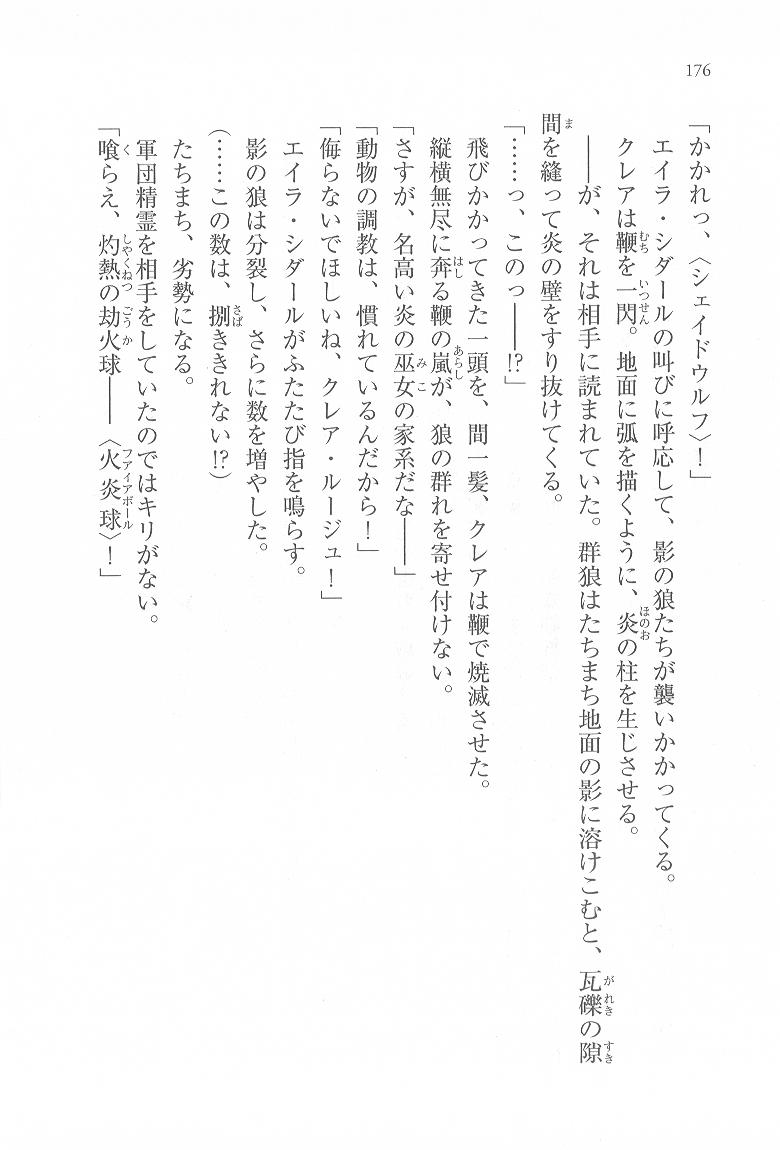 176
「かかれっ、〈シェイドウルフ〉！」
エイラ・シダールの叫びに呼応して、影の狼たちが襲いかかってくる。
クレアは鞭を一閃。地面に弧を描くように、炎の柱を生じさせる。
――が、それは相手に読まれていた。群狼はたちまち地面の影に溶けこむと、瓦礫の隙
間を縫って炎の壁をすり抜けてくる。
「……っ、このっ――!?」
飛びかかってきた一頭を、間一髪、クレアは鞭で焼滅させた。
縦横無尽に奔る鞭の嵐が、狼の群れを寄せ付けない。
「さすが、名高い炎の巫女の家系だな――」
「動物の調教は、慣れているんだから！」
「侮らないでほしいね、クレア・ルージュ！」
エイラ・シダールがふたたび指を鳴らす。
影の狼は分裂し、さらに数を増やした。
（……この数は、捌ききれない!?）
たちまち、劣勢になる。
軍団精霊を相手をしていたのではキリがない。
「喰らえ、灼熱の劫火球――〈火炎球〉！」